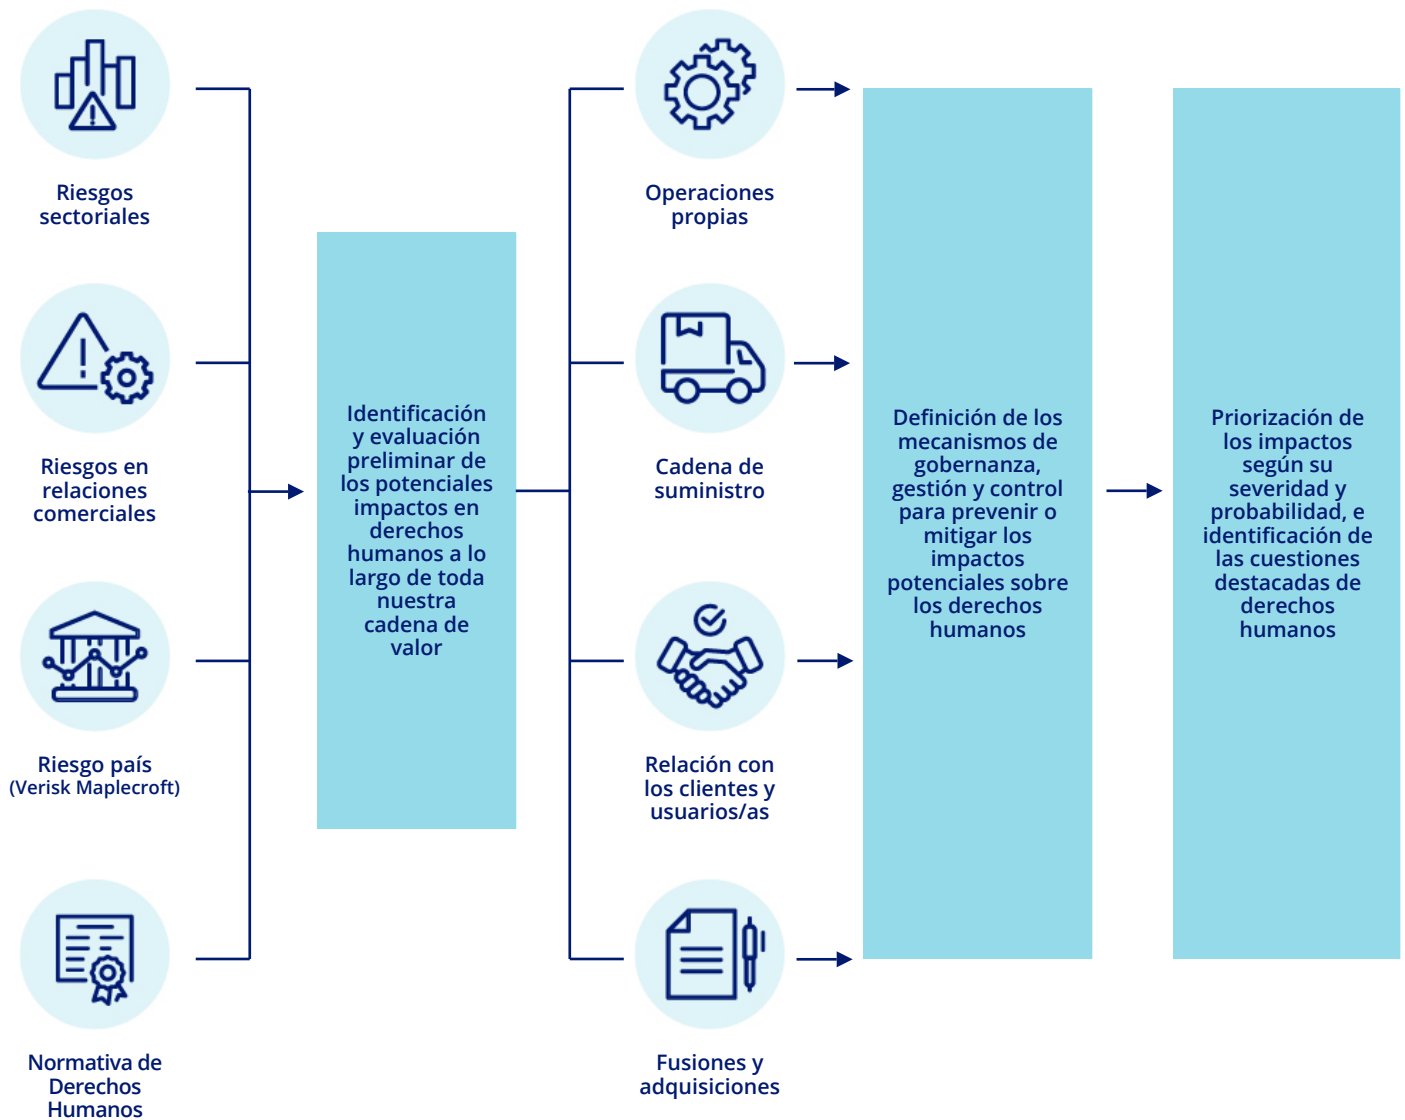 Riesgos
sectoriales
Riesgos en
relaciones
comerciales
Riesgo país
(Verisk Maplecroft)
Normativa de
Derechos
Humanos
Identificación
y evaluación
preliminar de
los potenciales
impactos en
derechos
humanos a lo
largo de toda
nuestra
cadena de
valor
Operaciones
propias
Cadena de
suministro
Relación con
los clientes y
usuarios/as
Fusiones y
adquisiciones
Definición de los
mecanismos de
gobernanza,
gestión y control
para prevenir o
mitigar los
impactos
potenciales sobre
los derechos
humanos
Priorización de
los impactos
según su
severidad y
probabilidad, e
identificación de
las cuestiones
destacadas de
derechos
humanos